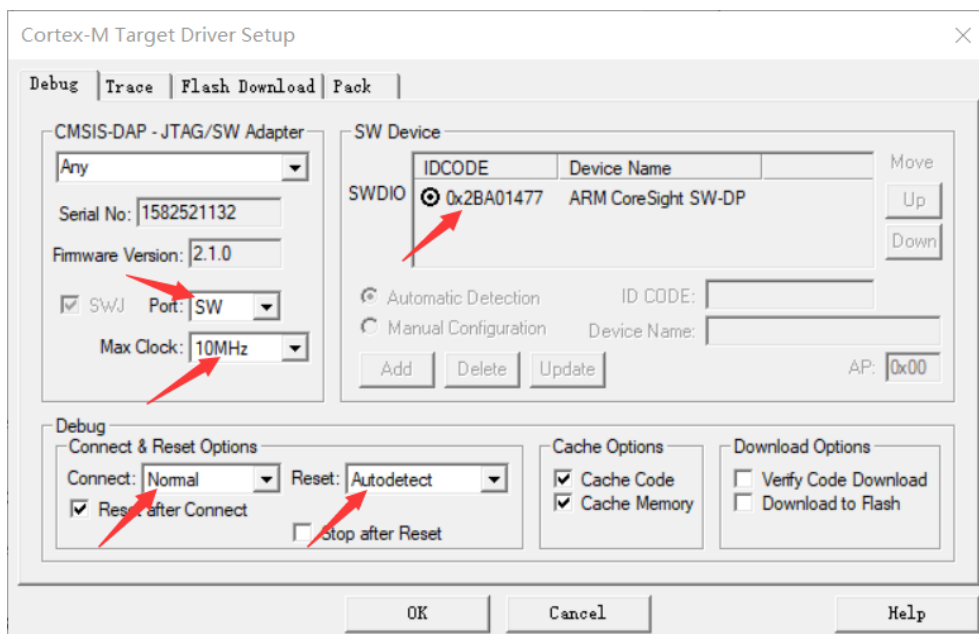 Cortex-M Target Driver Setup
Debug Trace Flash Download Pack
CMSIS-DAP - JTAG/SW Adapter
Any
Serial No: 1582521132
Firmware Version: 2.1.0
SWJ Port: SW
Max Clock: 10MHz
SW Device
IDCODE Device Name
SWDIO 0x2BA01477 ARM CoreSight SW-DP
Move
Up
Down
Automatic Detection ID CODE:
Manual Configuration Device Name:
Add Delete Update AP: 0x00
Debug
Connect & Reset Options
Connect: Normal Reset: Autodetect
Reset after Connect
Stop after Reset
Cache Options
Cache Code
Cache Memory
Download Options
Verify Code Download
Download to Flash
OK Cancel Help